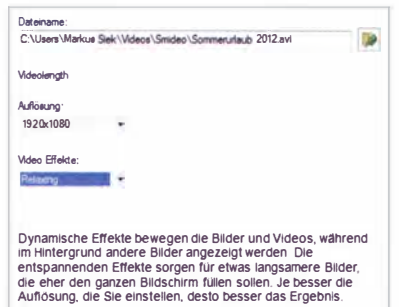 Dateiname:
C:\Users\Markus Siek\Videos\Smideo\Sommerurlaub 2012.avi
Videolength
Auflösung:
1920x1080
Video Effekte:
Relaxing
Dynamische Effekte bewegen die Bilder und Videos, während
im Hintergrund andere Bilder angezeigt werden Die
entspannenden Effekte sorgen für etwas langsamere Bilder,
die eher den ganzen Bildschirm füllen sollen. Je besser die
Auflösung, die Sie einstellen, desto besser das Ergebnis.